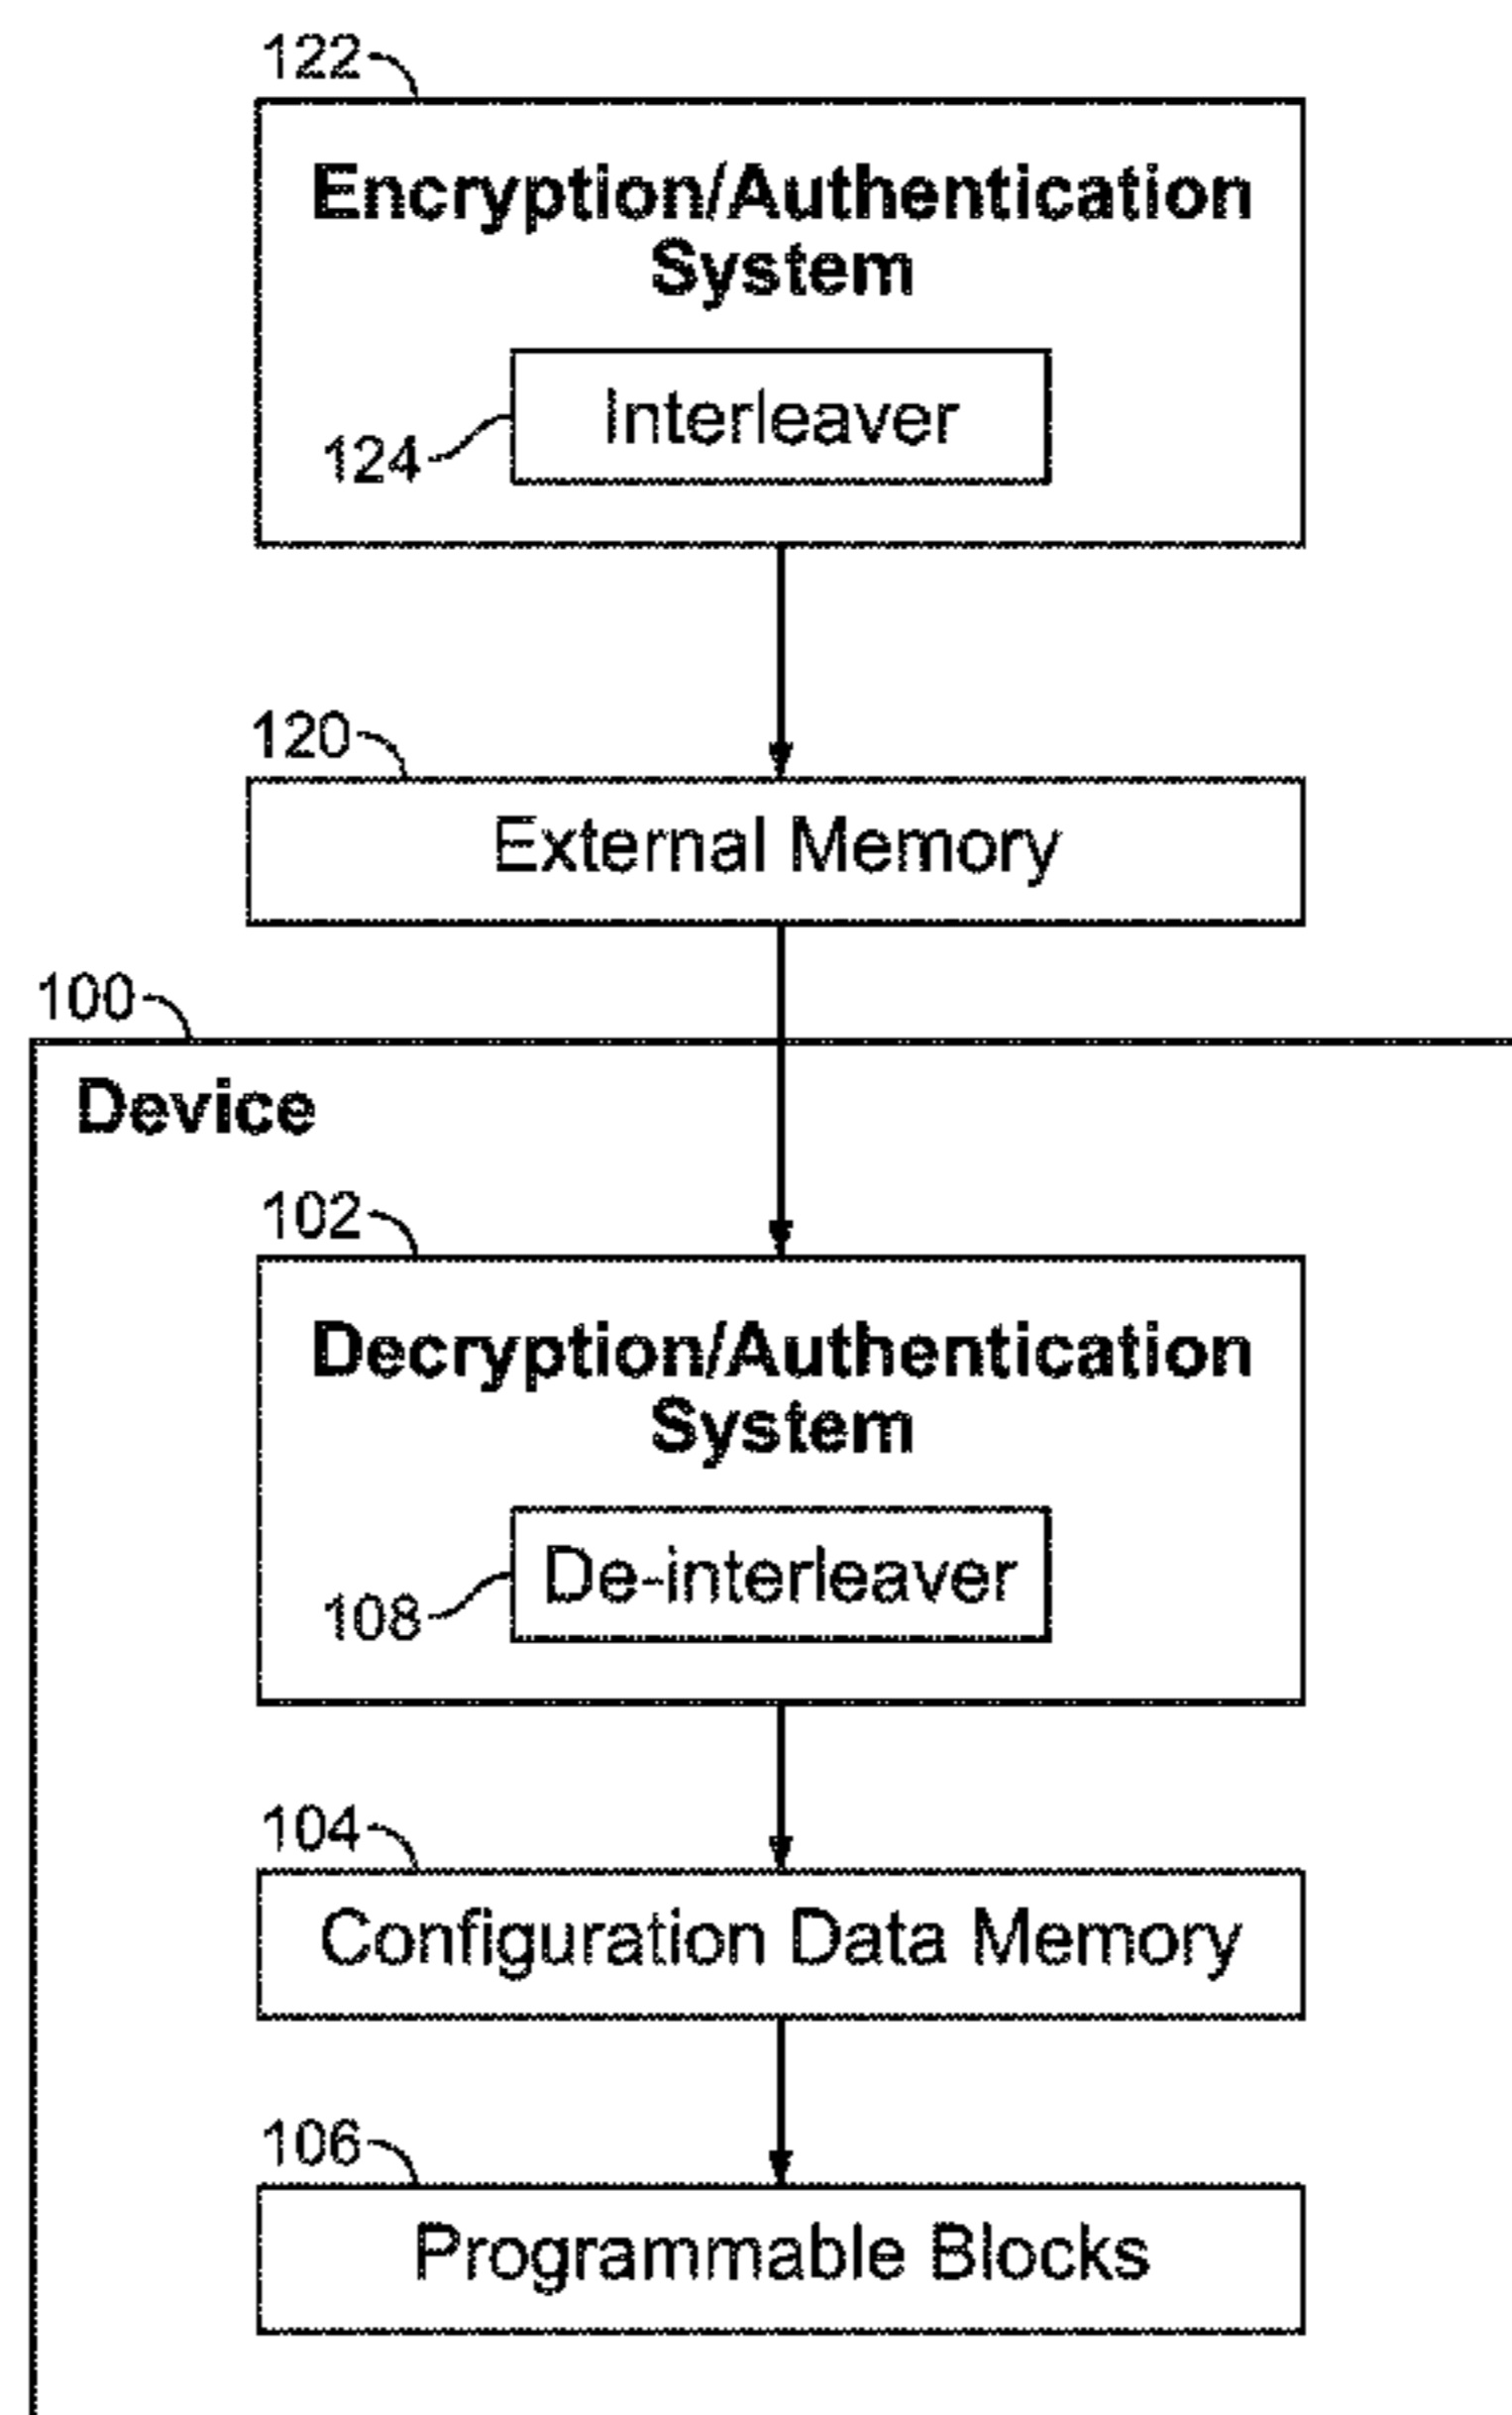 122
Encryption/Authentication
System
Interleaver
124
120
External Memory
100
Device
102
Decryption/Authentication
System
De-interleaver
108
104
Configuration Data Memory
106
Programmable Blocks